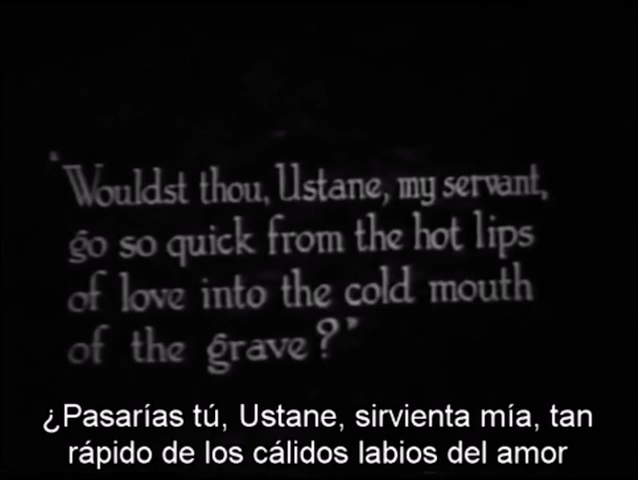 "Wouldst thou, Ustane, my servant,
go so quick from the hot lips
of love into the cold mouth
of the grave?"
¿Pasarías tú, Ustane, sirvienta mía, tan
rápido de los cálidos labios del amor